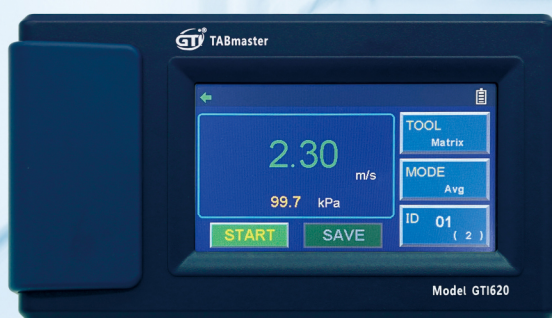 GTI® TABmaster
2.30 m/s
99.7 kPa
START SAVE
TOOL
Matrix
MODE
Avg
ID 01
( 2 )
Model GTI620